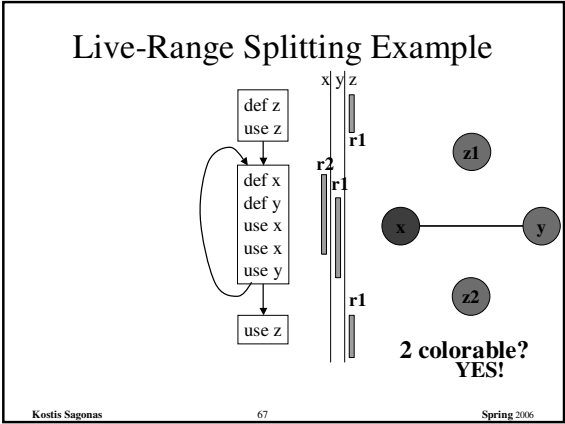 Live-Range Splitting Example
x y z
def z
use z
r1
r2
r1
def x
def y
use x
use x
use y
z1
x
y
z2
r1
use z
2 colorable?
YES!
Kostis Sagonas
67
Spring 2006